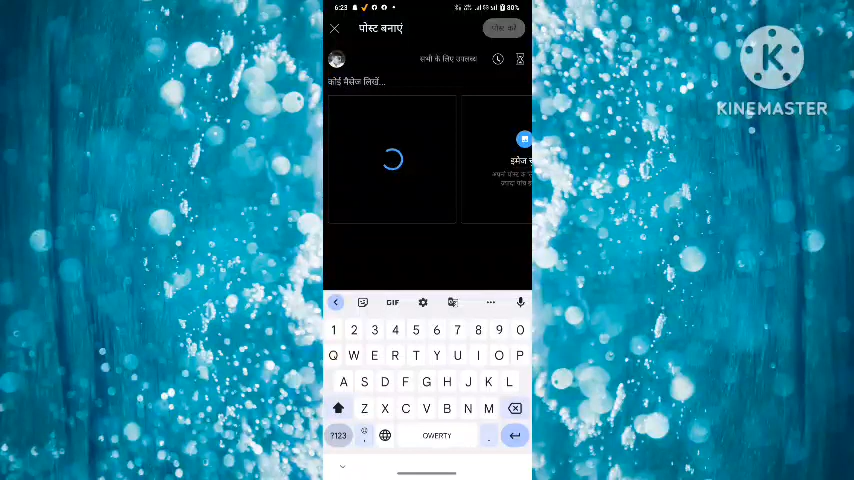 6:23
80%
पोस्ट बनाएं
पोस्ट करें
सभी के लिए उपलब्ध
कोई मैसेज लिखें...
इमेज
GIF
1 2 3 4 5 6 7 8 9 0
Q W E R T Y U I O P
A S D F G H J K L
Z X C V B N M
?123 , QWERTY .
K
KINEMASTER